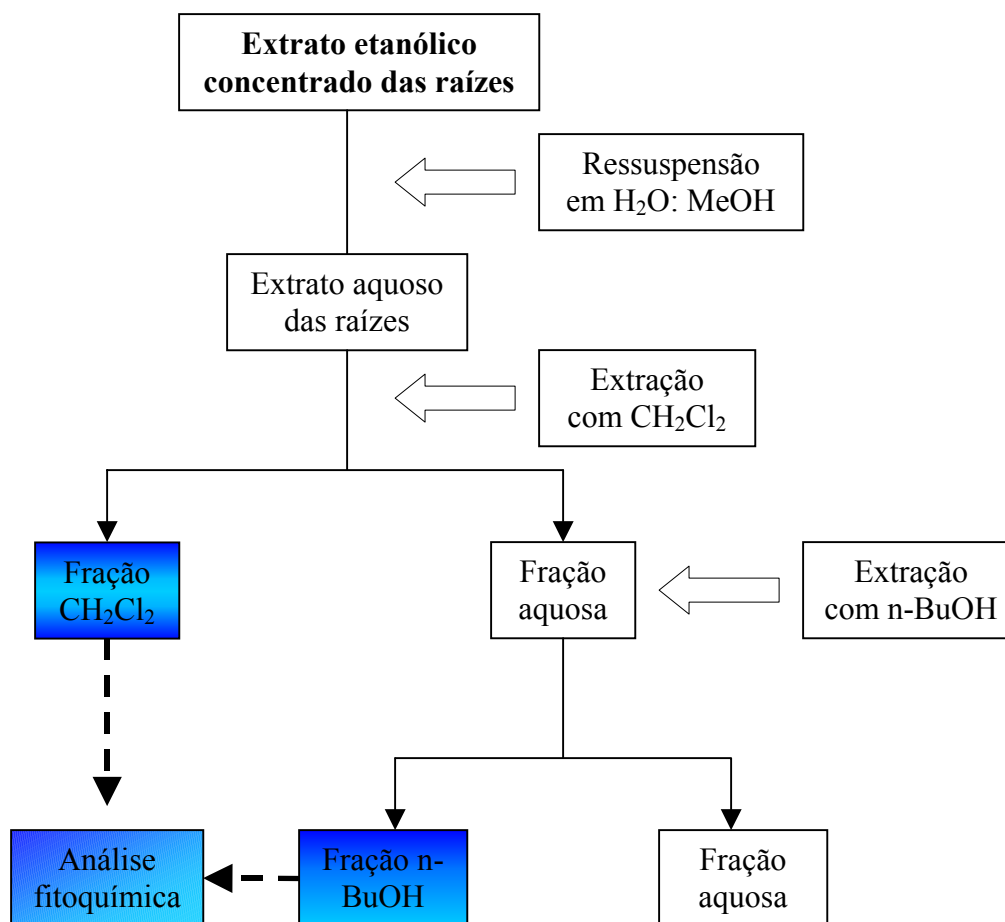 Extrato etanólico
concentrado das raízes
Ressuspensão
em H₂O: MeOH
Extrato aquoso
das raízes
Extração
com CH₂Cl₂
Fração
CH₂Cl₂
Fração
aquosa
Extração
com n-BuOH
Análise
fitoquímica
Fração n-
BuOH
Fração
aquosa